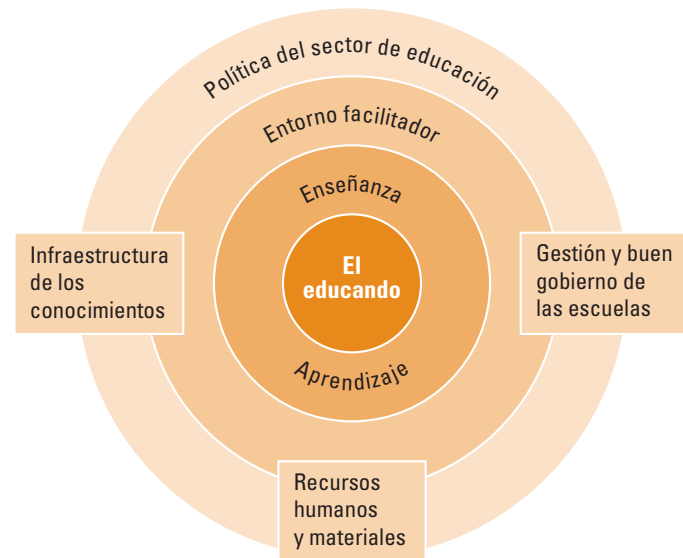 Política del sector de educación
Entorno facilitador
Enseñanza
El
educando
Aprendizaje
Infraestructura
de los
conocimientos
Gestión y buen
gobierno de
las escuelas
Recursos
humanos
y materiales